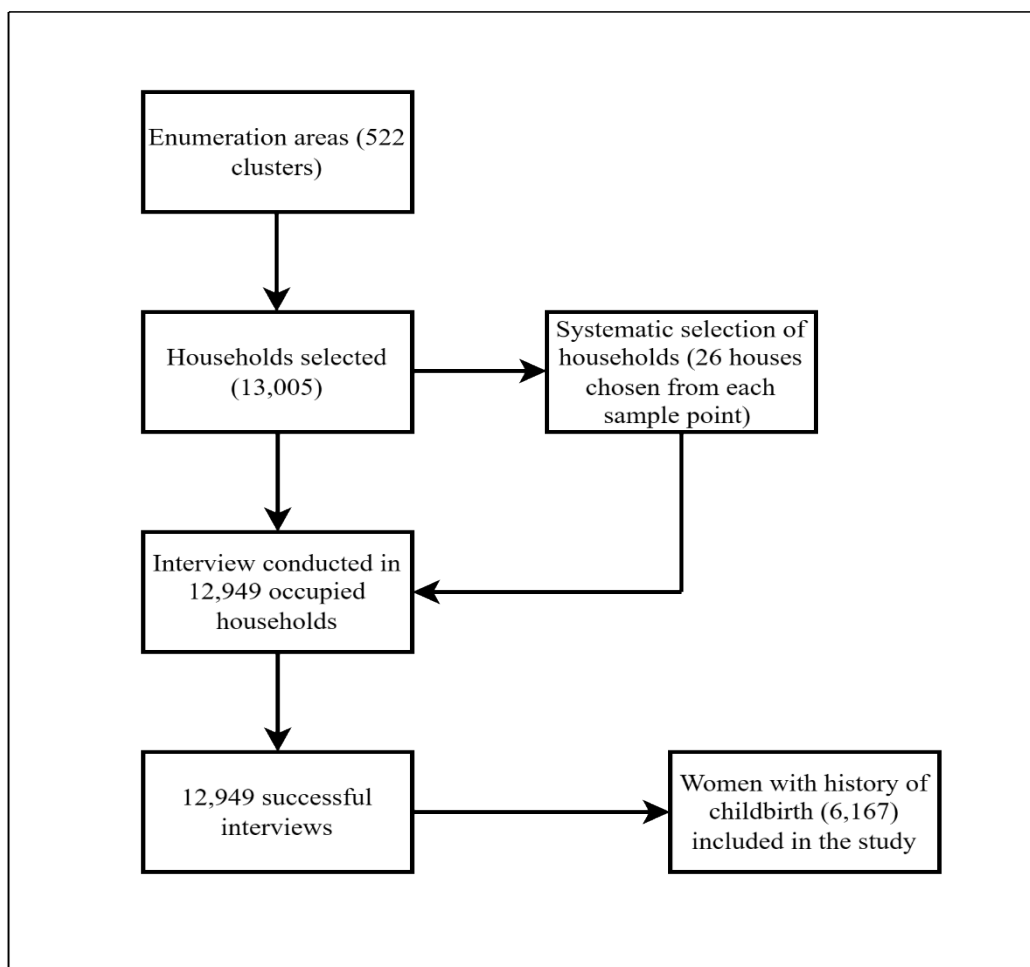 Enumeration areas (522
clusters)
Households selected
(13,005)
Systematic selection of
households (26 houses
chosen from each
sample point)
Interview conducted in
12,949 occupied
households
12,949 successful
interviews
Women with history of
childbirth (6,167)
included in the study